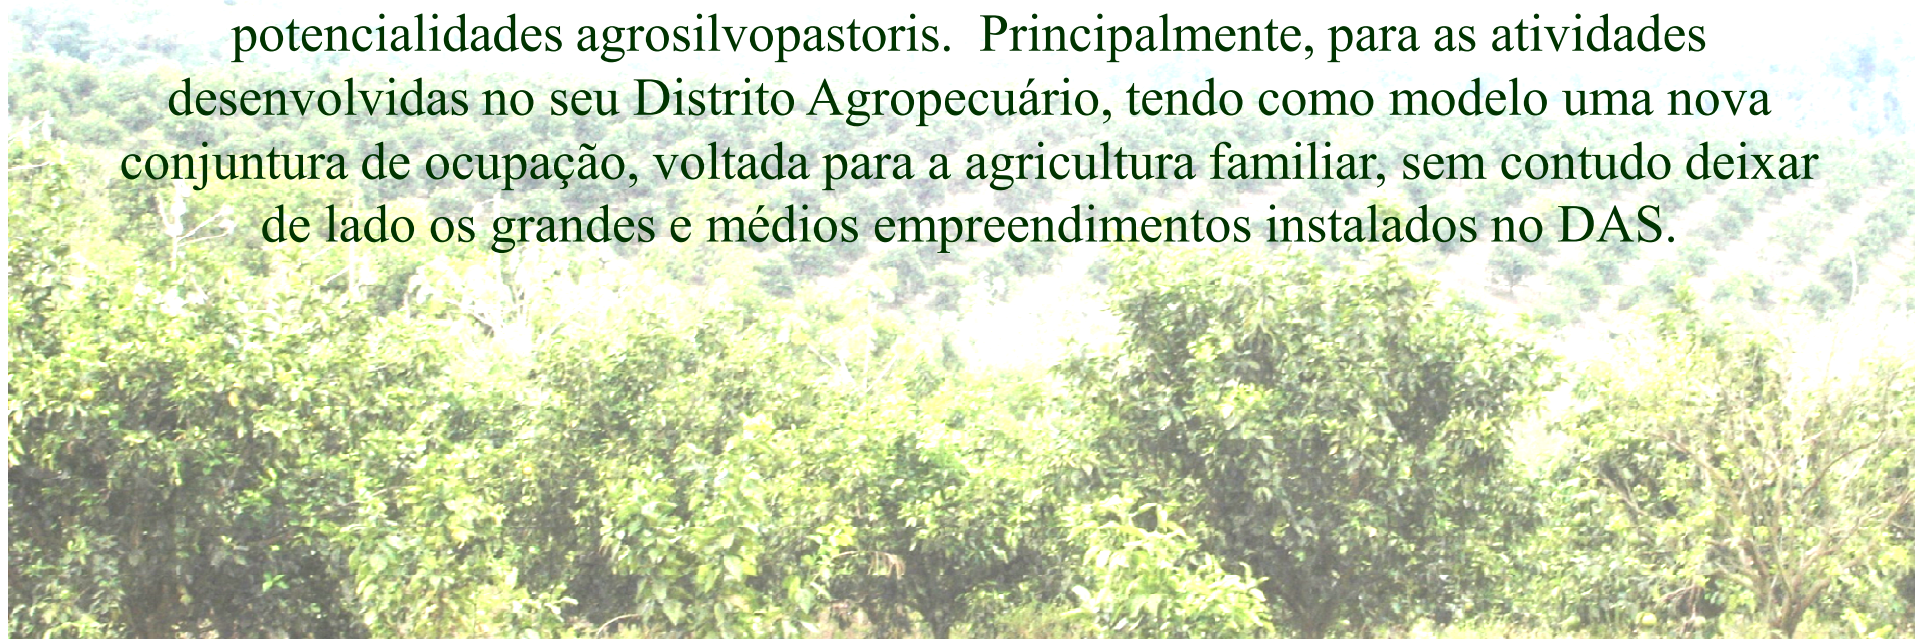 potencialidades agrosilvopastoris.  Principalmente, para as atividades
desenvolvidas no seu Distrito Agropecuário, tendo como modelo uma nova
conjuntura de ocupação, voltada para a agricultura familiar, sem contudo deixar
de lado os grandes e médios empreendimentos instalados no DAS.